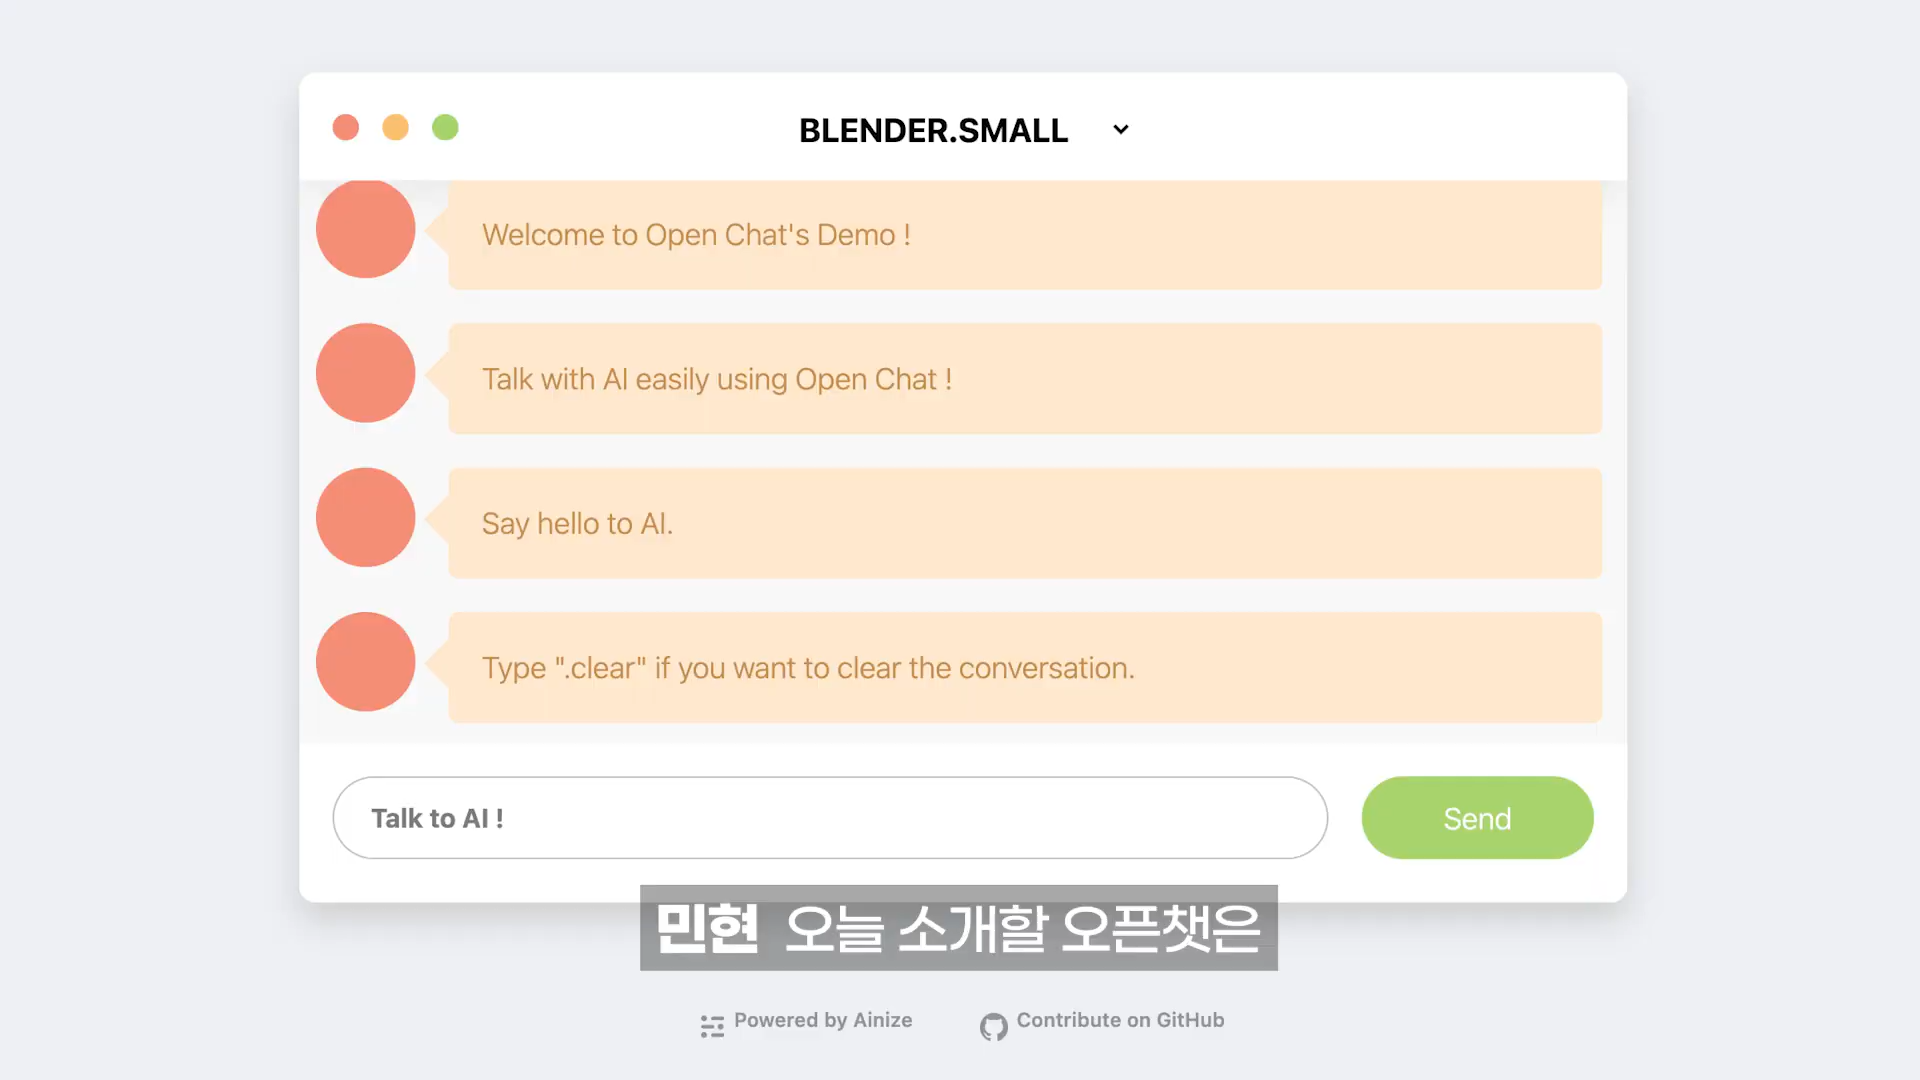 BLENDER.SMALL
Welcome to Open Chat's Demo !
Talk with AI easily using Open Chat !
Say hello to AI.
Type ".clear" if you want to clear the conversation.
Talk to AI !
Send
민현 오늘 소개할 오픈챗은
Powered by Ainize
Contribute on GitHub